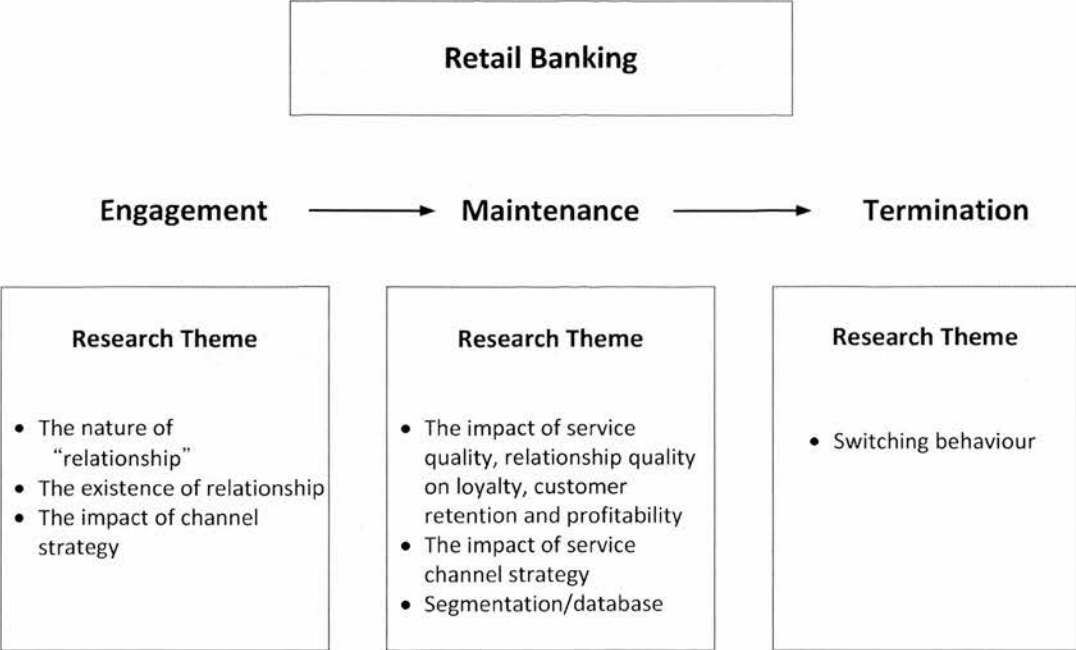 Retail Banking
Engagement
Maintenance
Termination
Research Theme
• The nature of
“relationship”
• The existence of relationship
• The impact of channel
strategy
Research Theme
• The impact of service
quality, relationship quality
on loyalty, customer
retention and profitability
• The impact of service
channel strategy
• Segmentation/database
Research Theme
• Switching behaviour